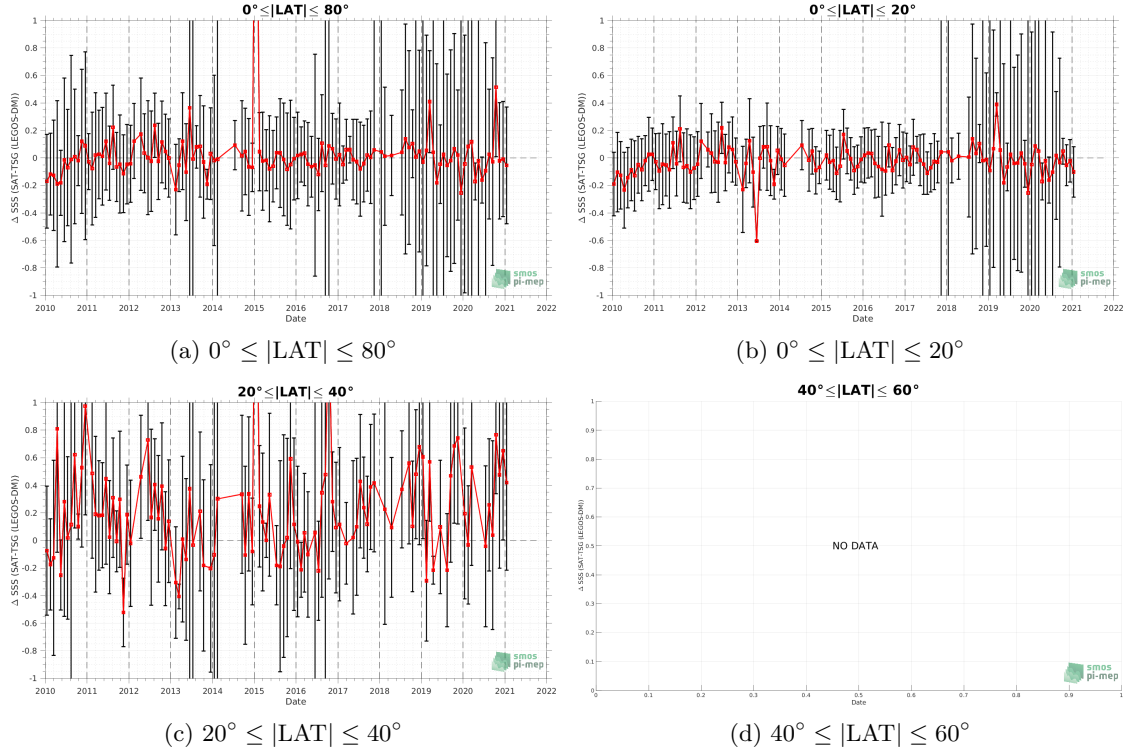 0°≤|LAT|≤ 80°
Δ SSS (SAT-TSG (LEGOS-DM))
1
0.8
0.6
0.4
0.2
0
-0.2
-0.4
-0.6
-0.8
-1
2010 2011 2012 2013 2014 2015 2016 2017 2018 2019 2020 2021 2022
Date
smos
pi-mep
(a) 0° ≤ |LAT| ≤ 80°
0°≤|LAT|≤ 20°
Δ SSS (SAT-TSG (LEGOS-DM))
1
0.8
0.6
0.4
0.2
0
-0.2
-0.4
-0.6
-0.8
-1
2010 2011 2012 2013 2014 2015 2016 2017 2018 2019 2020 2021 2022
Date
smos
pi-mep
(b) 0° ≤ |LAT| ≤ 20°
20°≤|LAT|≤ 40°
Δ SSS (SAT-TSG (LEGOS-DM))
1
0.8
0.6
0.4
0.2
0
-0.2
-0.4
-0.6
-0.8
-1
2010 2011 2012 2013 2014 2015 2016 2017 2018 2019 2020 2021 2022
Date
smos
pi-mep
(c) 20° ≤ |LAT| ≤ 40°
40°≤|LAT|≤ 60°
Δ SSS (SAT-TSG (LEGOS-DM))
1
0.9
0.8
0.7
0.6
0.5
0.4
0.3
0.2
0.1
0
NO DATA
0 0.1 0.2 0.3 0.4 0.5 0.6 0.7 0.8 0.9 1
Date
smos
pi-mep
(d) 40° ≤ |LAT| ≤ 60°